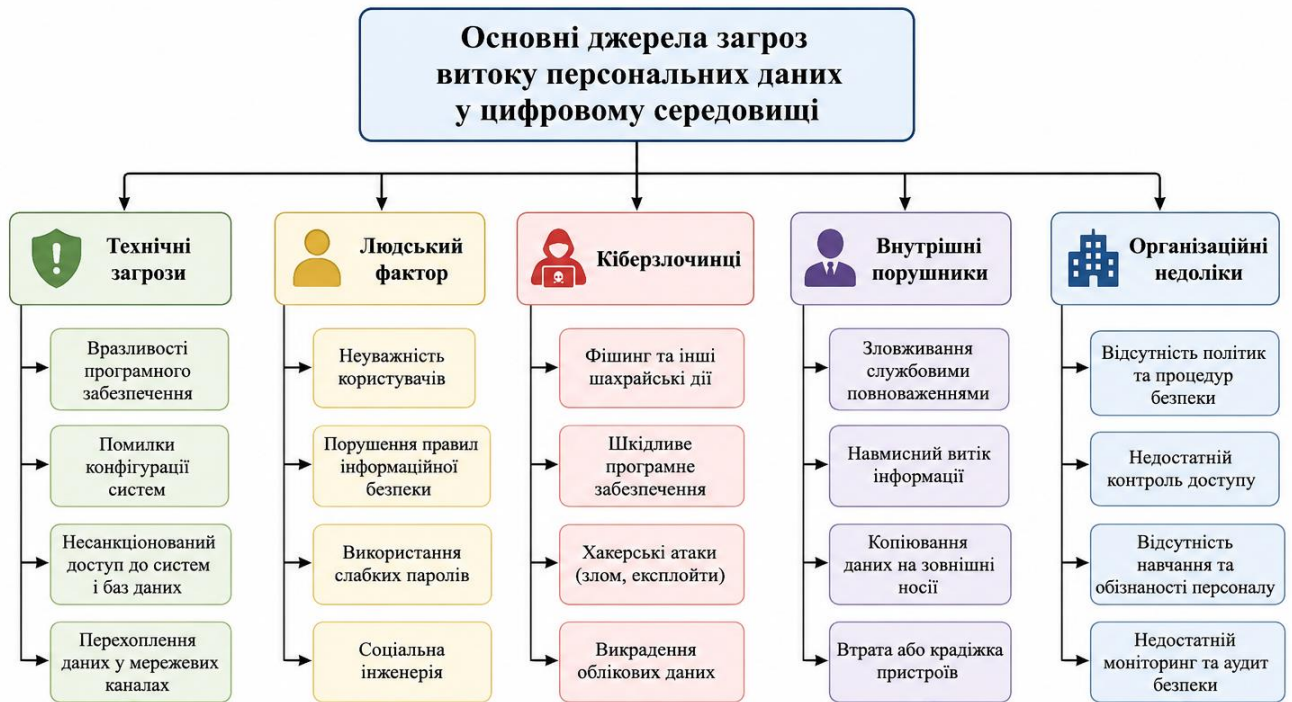 Основні джерела загроз
витоку персональних даних
у цифровому середовищі
Технічні
загрози
Вразливості
програмного
забезпечення
Помилки
конфігурації
систем
Несанкціонований
доступ до систем
і баз даних
Перехоплення
даних у мережевих
каналах
Людський
фактор
Неуважність
користувачів
Порушення правил
інформаційної
безпеки
Використання
слабких паролів
Соціальна
інженерія
Кіберзлочинці
Фішинг та інші
шахрайські дії
Шкідливе
програмне
забезпечення
Хакерські атаки
(злом, експлойти)
Викрадення
облікових даних
Внутрішні
порушники
Зловживання
службовими
повноваженнями
Навмисний витік
інформації
Копіювання
даних на зовнішні
носії
Втрата або крадіжка
пристроїв
Організаційні
недоліки
Відсутність політик
та процедур
безпеки
Недостатній
контроль доступу
Відсутність
навчання та
обізнаності персоналу
Недостатній
моніторинг та аудит
безпеки